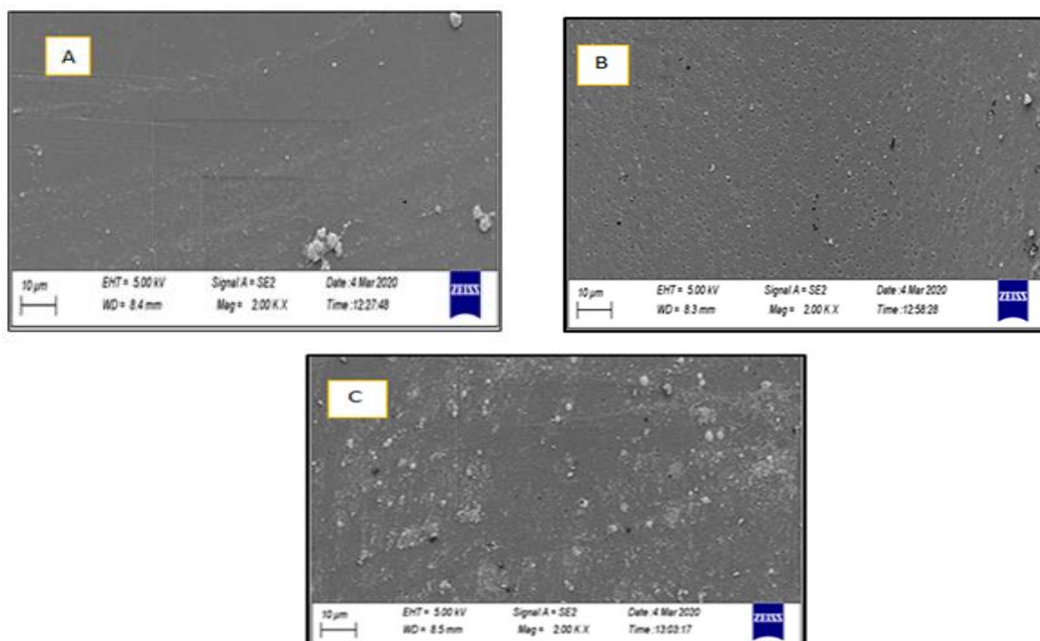 A
10 µm
EHT = 5.00 kV
Signal A = SE2
Date :4 Mar 2020
WD = 8.4 mm
Mag = 2.00 K X
Time :12:27:48
ZEISS
B
10 µm
EHT = 5.00 kV
Signal A = SE2
Date :4 Mar 2020
WD = 8.3 mm
Mag = 2.00 K X
Time :12:58:28
ZEISS
C
10 µm
EHT = 5.00 kV
Signal A = SE2
Date :4 Mar 2020
WD = 8.5 mm
Mag = 2.00 K X
Time :13:03:17
ZEISS